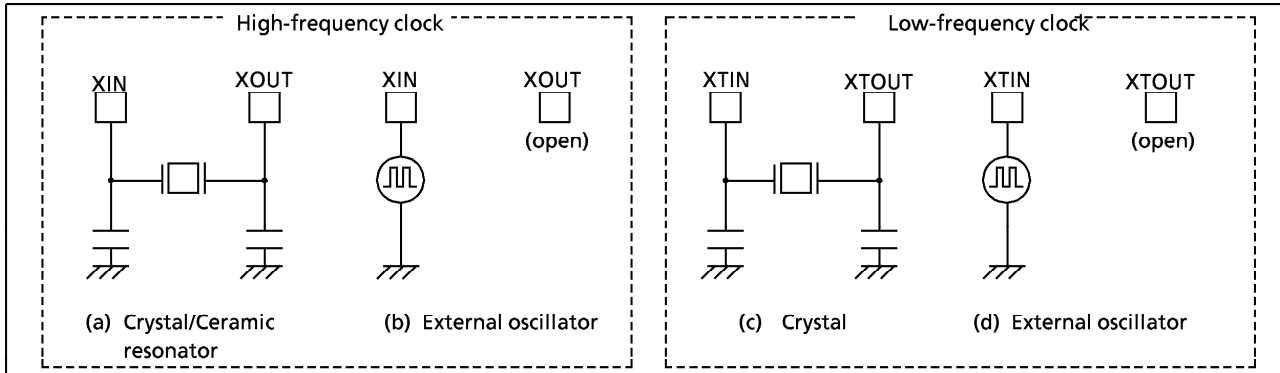 High-frequency clock
XIN
XOUT
XIN
XOUT
(open)
(a) Crystal/Ceramic
resonator
(b) External oscillator
Low-frequency clock
XTIN
XTOUT
XTIN
XTOUT
(open)
(c) Crystal
(d) External oscillator